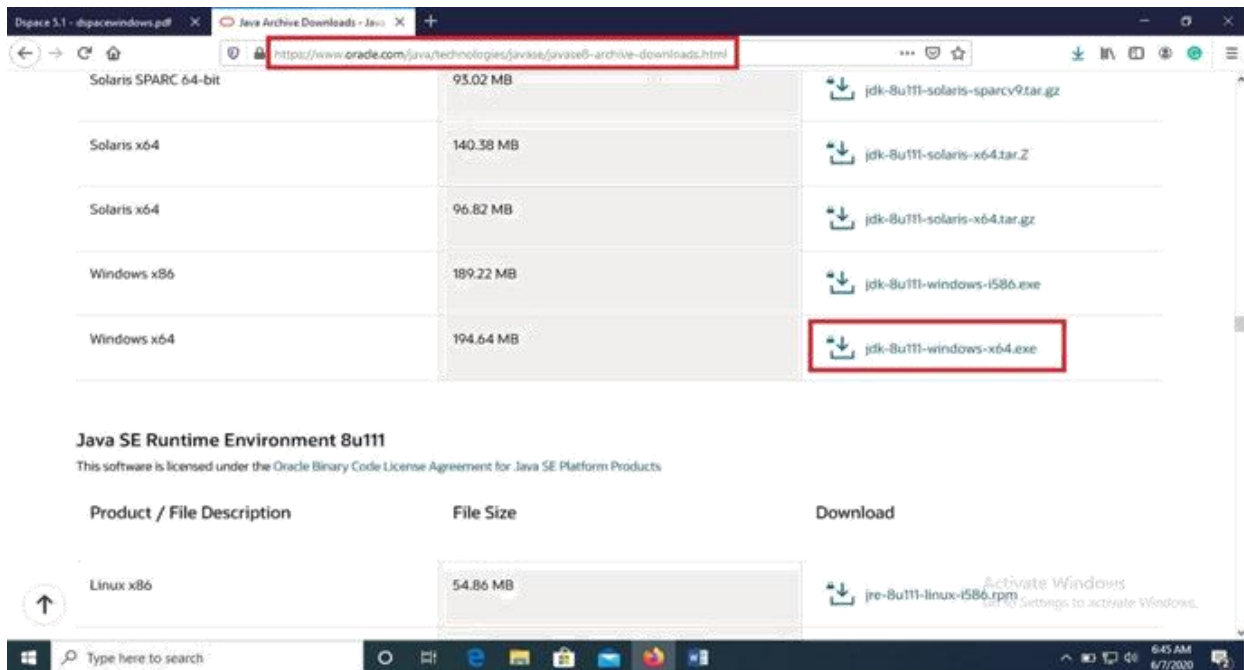 Dspace 5.1 - dspacewindows.pdf
Java Archive Downloads - Java
https://www.oracle.com/java/technologies/javase/javase8-archive-downloads.html
Solaris SPARC 64-bit 93.02 MB jdk-8u111-solaris-sparcv9.tar.gz
Solaris x64 140.38 MB jdk-8u111-solaris-x64.tar.Z
Solaris x64 96.82 MB jdk-8u111-solaris-x64.tar.gz
Windows x86 189.22 MB jdk-8u111-windows-i586.exe
Windows x64 194.64 MB jdk-8u111-windows-x64.exe
Java SE Runtime Environment 8u111
This software is licensed under the Oracle Binary Code License Agreement for Java SE Platform Products
Product / File Description File Size Download
Linux x86 54.86 MB jre-8u111-linux-i586.rpm
Activate Windows
Go to Settings to activate Windows.
Type here to search
6:45 AM
6/7/2020